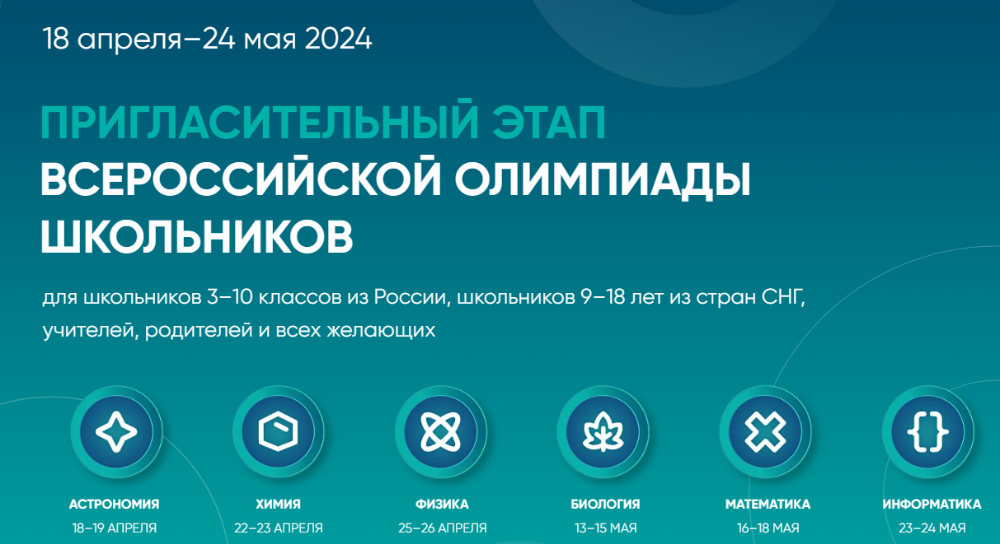 18 апреля–24 мая 2024
ПРИГЛАСИТЕЛЬНЫЙ ЭТАП
ВСЕРОССИЙСКОЙ ОЛИМПИАДЫ
ШКОЛЬНИКОВ
для школьников 3–10 классов из России, школьников 9–18 лет из стран СНГ,
учителей, родителей и всех желающих
АСТРОНОМИЯ ХИМИЯ ФИЗИКА БИОЛОГИЯ МАТЕМАТИКА ИНФОРМАТИКА
18–19 АПРЕЛЯ 22–23 АПРЕЛЯ 25–26 АПРЕЛЯ 13–15 МАЯ 16–18 МАЯ 23–24 МАЯ